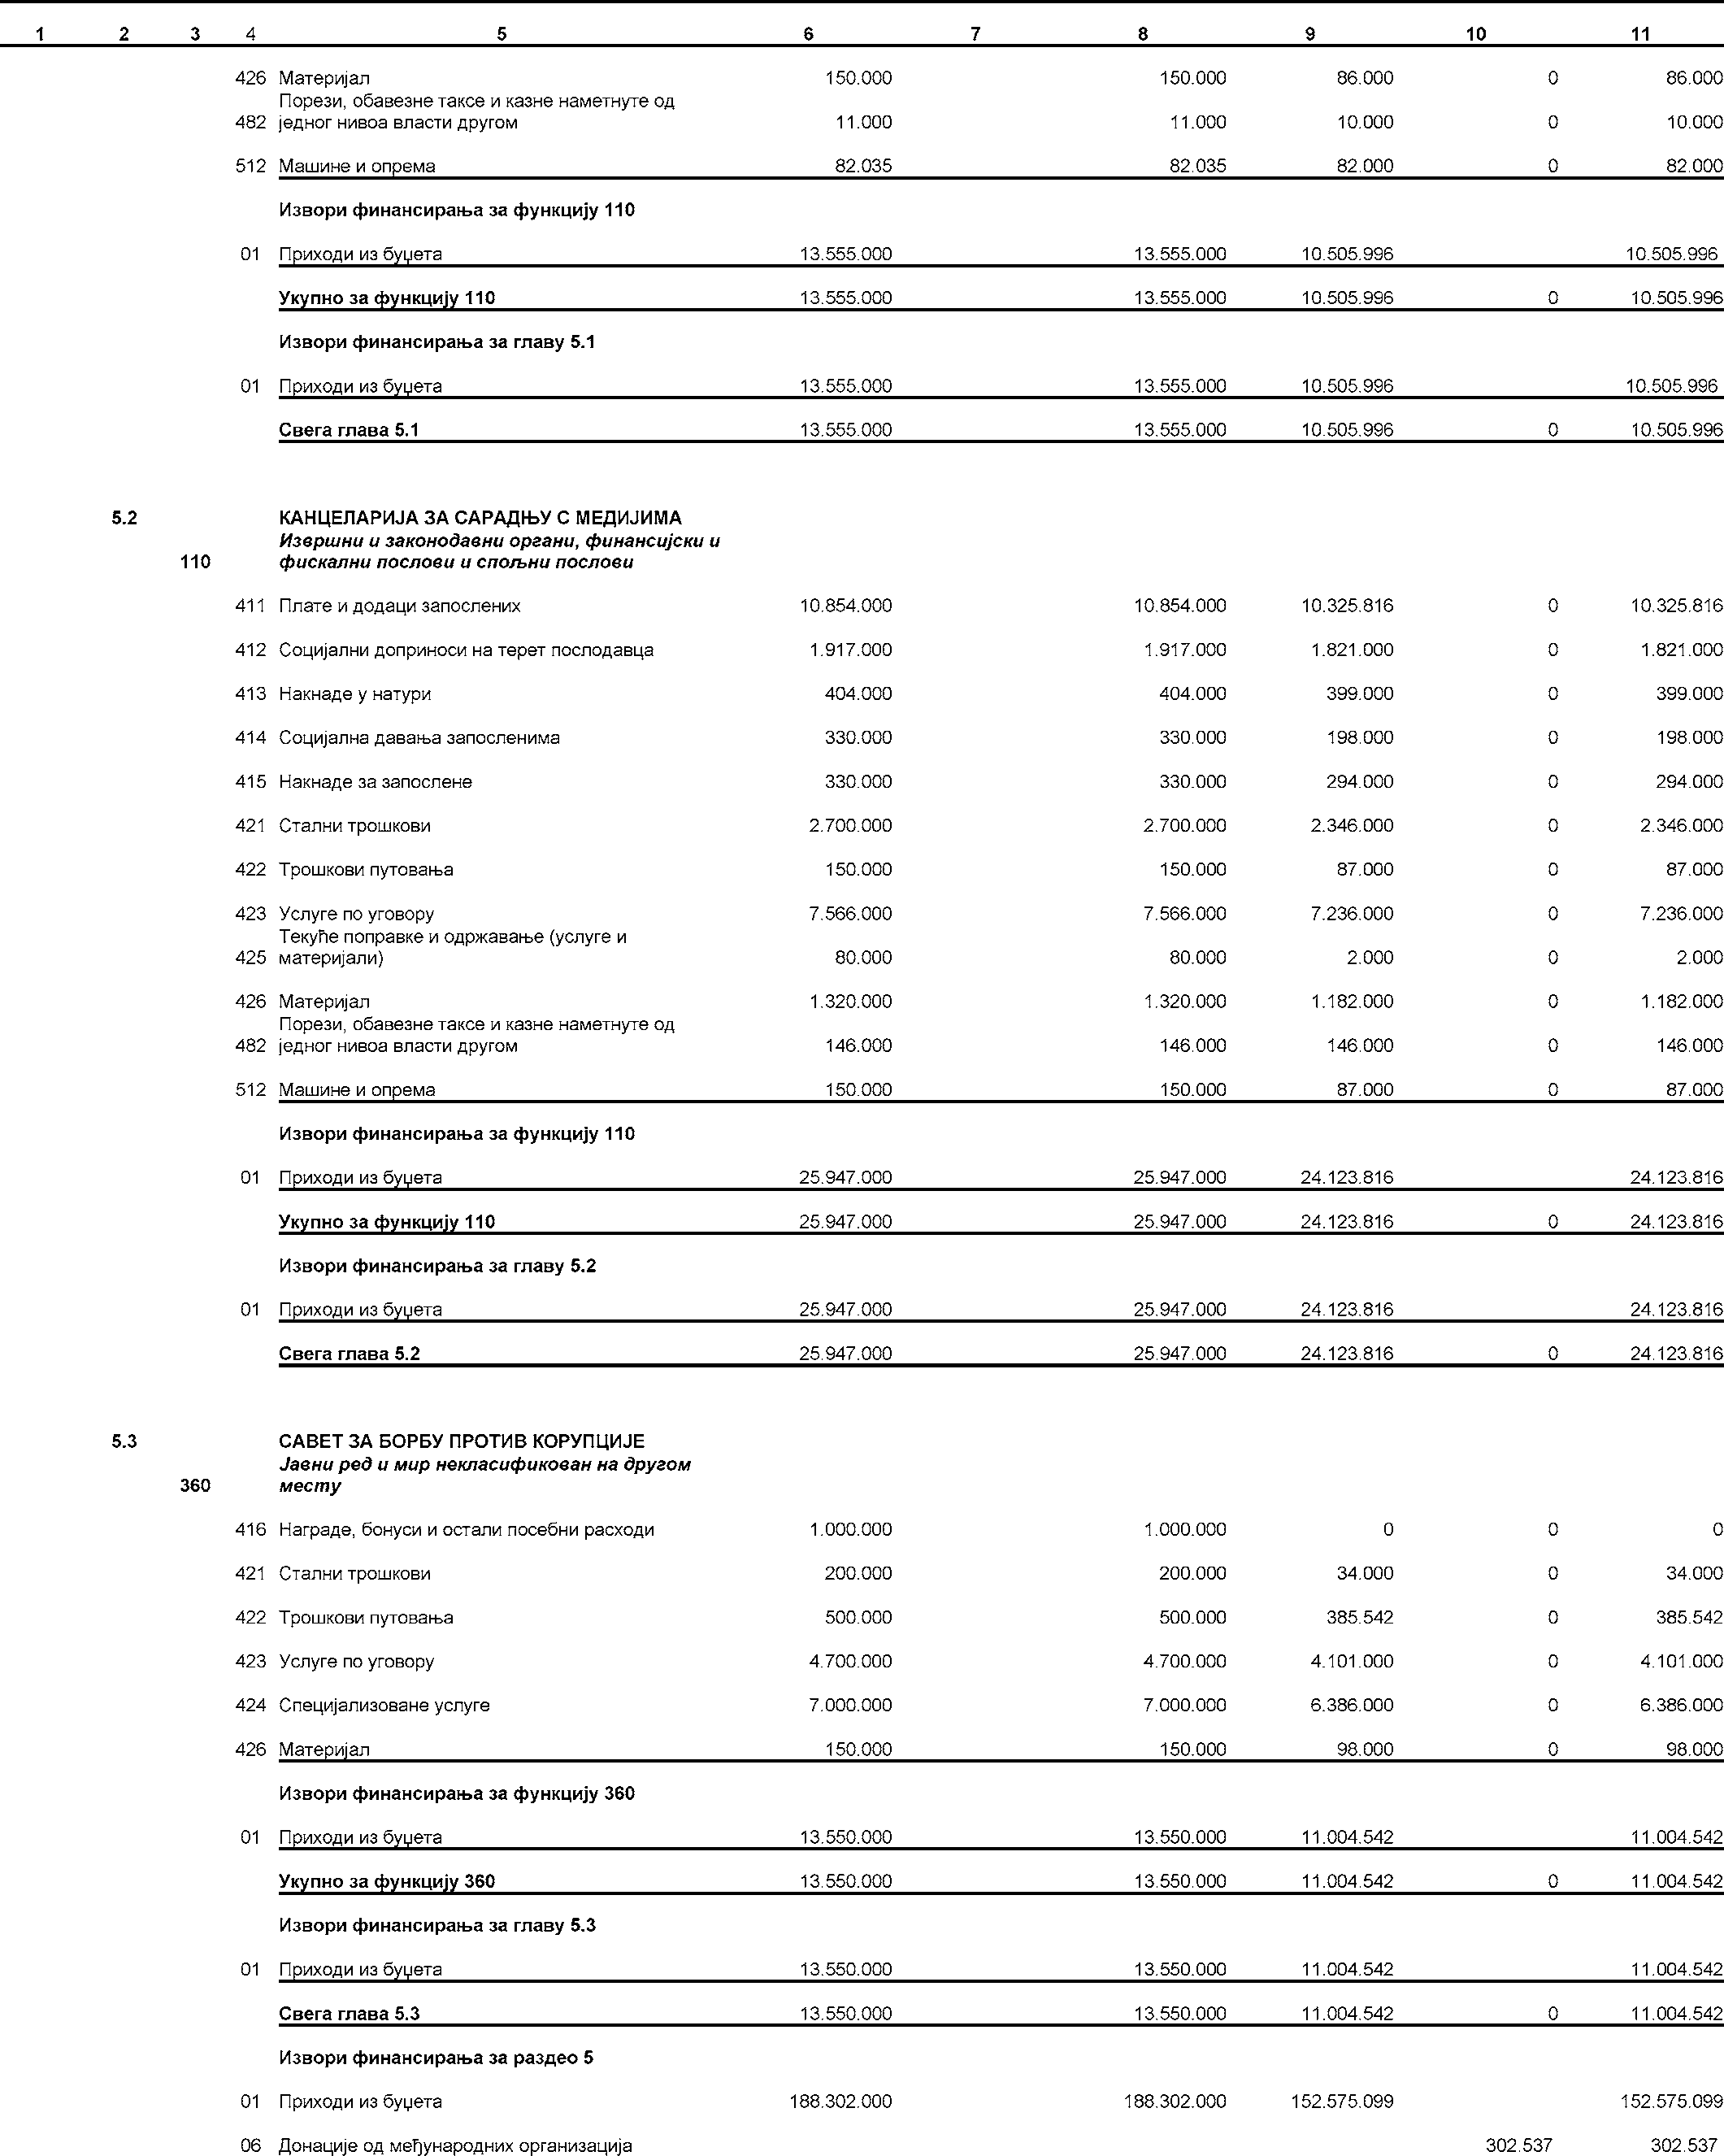 1 2 3 4 5 6 7 8 9 10 11
426 Материјал 150.000 150.000 86.000 0 86.000
Порези, обавезне таксе и казне наметнуте од
482 једног нивоа власти другом 11.000 11.000 10.000 0 10.000
512 Машине и опрема 82.035 82.035 82.000 0 82.000
Извори финансирања за функцију 110
01 Приходи из буџета 13.555.000 13.555.000 10.505.996 10.505.996
Укупно за функцију 110 13.555.000 13.555.000 10.505.996 0 10.505.996
Извори финансирања за главу 5.1
01 Приходи из буџета 13.555.000 13.555.000 10.505.996 10.505.996
Свега глава 5.1 13.555.000 13.555.000 10.505.996 0 10.505.996
5.2 КАНЦЕЛАРИЈА ЗА САРАДЊУ С МЕДИЈИМА
Извршни и законодавни органи, финансијски и
110 фискални послови и спољни послови
411 Плате и додаци запослених 10.854.000 10.854.000 10.325.816 0 10.325.816
412 Социјални доприноси на терет послодавца 1.917.000 1.917.000 1.821.000 0 1.821.000
413 Накнаде у натури 404.000 404.000 399.000 0 399.000
414 Социјална давања запосленима 330.000 330.000 198.000 0 198.000
415 Накнаде за запослене 330.000 330.000 294.000 0 294.000
421 Стални трошкови 2.700.000 2.700.000 2.346.000 0 2.346.000
422 Трошкови путовања 150.000 150.000 87.000 0 87.000
423 Услуге по уговору 7.566.000 7.566.000 7.236.000 0 7.236.000
Текуће поправке и одржавање (услуге и
425 материјали) 80.000 80.000 2.000 0 2.000
426 Материјал 1.320.000 1.320.000 1.182.000 0 1.182.000
Порези, обавезне таксе и казне наметнуте од
482 једног нивоа власти другом 146.000 146.000 146.000 0 146.000
512 Машине и опрема 150.000 150.000 87.000 0 87.000
Извори финансирања за функцију 110
01 Приходи из буџета 25.947.000 25.947.000 24.123.816 24.123.816
Укупно за функцију 110 25.947.000 25.947.000 24.123.816 0 24.123.816
Извори финансирања за главу 5.2
01 Приходи из буџета 25.947.000 25.947.000 24.123.816 24.123.816
Свега глава 5.2 25.947.000 25.947.000 24.123.816 0 24.123.816
5.3 САВЕТ ЗА БОРБУ ПРОТИВ КОРУПЦИЈЕ
Јавни ред и мир некласификован на другом
360 месту
416 Награде, бонуси и остали посебни расходи 1.000.000 1.000.000 0 0 0
421 Стални трошкови 200.000 200.000 34.000 0 34.000
422 Трошкови путовања 500.000 500.000 385.542 0 385.542
423 Услуге по уговору 4.700.000 4.700.000 4.101.000 0 4.101.000
424 Специјализоване услуге 7.000.000 7.000.000 6.386.000 0 6.386.000
426 Материјал 150.000 150.000 98.000 0 98.000
Извори финансирања за функцију 360
01 Приходи из буџета 13.550.000 13.550.000 11.004.542 11.004.542
Укупно за функцију 360 13.550.000 13.550.000 11.004.542 0 11.004.542
Извори финансирања за главу 5.3
01 Приходи из буџета 13.550.000 13.550.000 11.004.542 11.004.542
Свега глава 5.3 13.550.000 13.550.000 11.004.542 0 11.004.542
Извори финансирања за раздео 5
01 Приходи из буџета 188.302.000 188.302.000 152.575.099 152.575.099
06 Донације од међународних организација 302.537 302.537